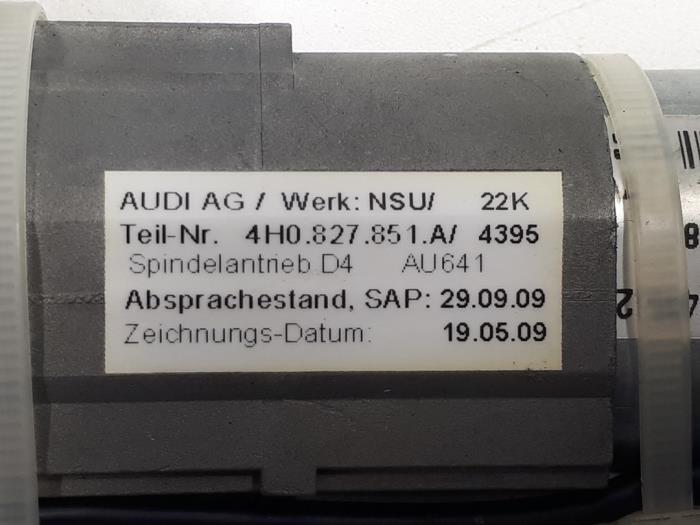 AUDI AG / Werk: NSU/ 22K
Teil-Nr. 4H0.827.851.A/ 4395
Spindelantrieb D4 AU641
Absprachestand, SAP: 29.09.09
Zeichnungs-Datum: 19.05.09